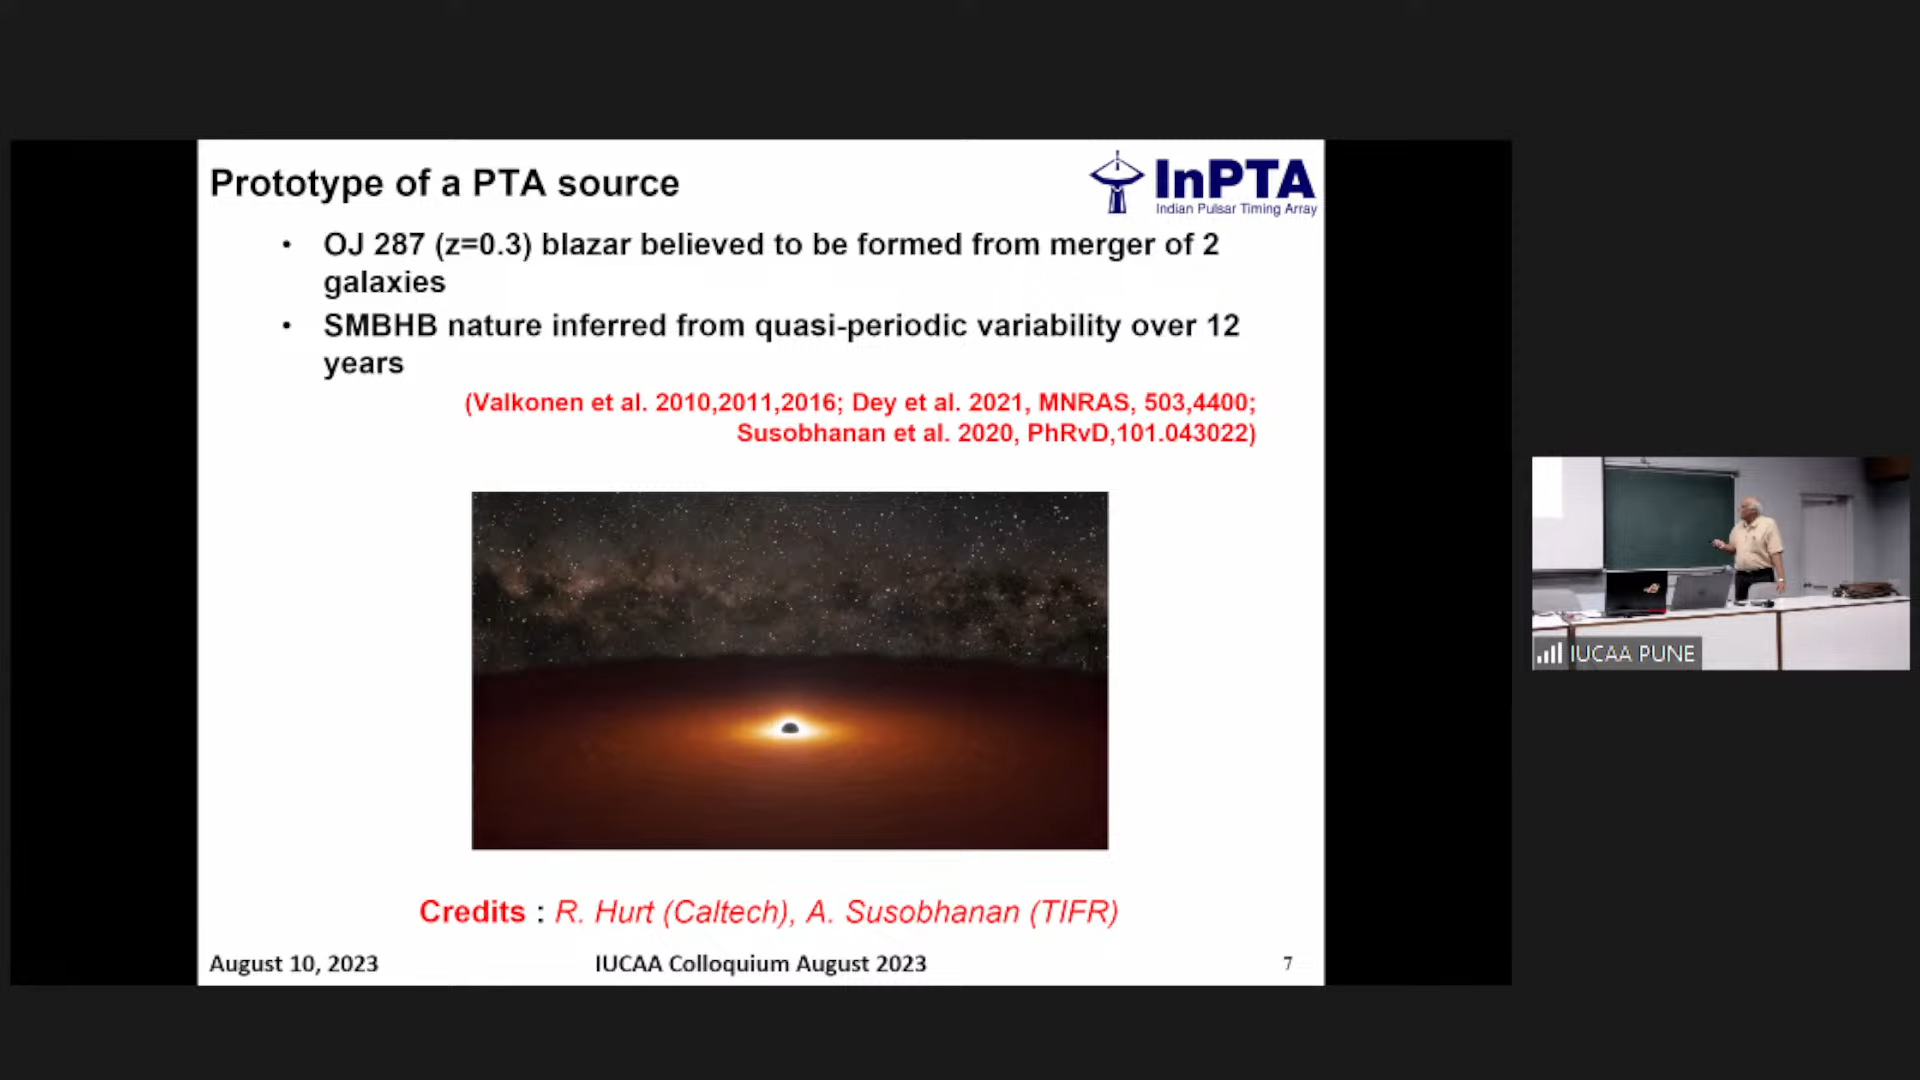 Prototype of a PTA source
InPTA
Indian Pulsar Timing Array
• OJ 287 (z=0.3) blazar believed to be formed from merger of 2
galaxies
• SMBHB nature inferred from quasi-periodic variability over 12
years
(Valkonen et al. 2010,2011,2016; Dey et al. 2021, MNRAS, 503,4400;
Susobhanan et al. 2020, PhRvD,101.043022)
Credits : R. Hurt (Caltech), A. Susobhanan (TIFR)
August 10, 2023
IUCAA Colloquium August 2023
7
IUCAA PUNE